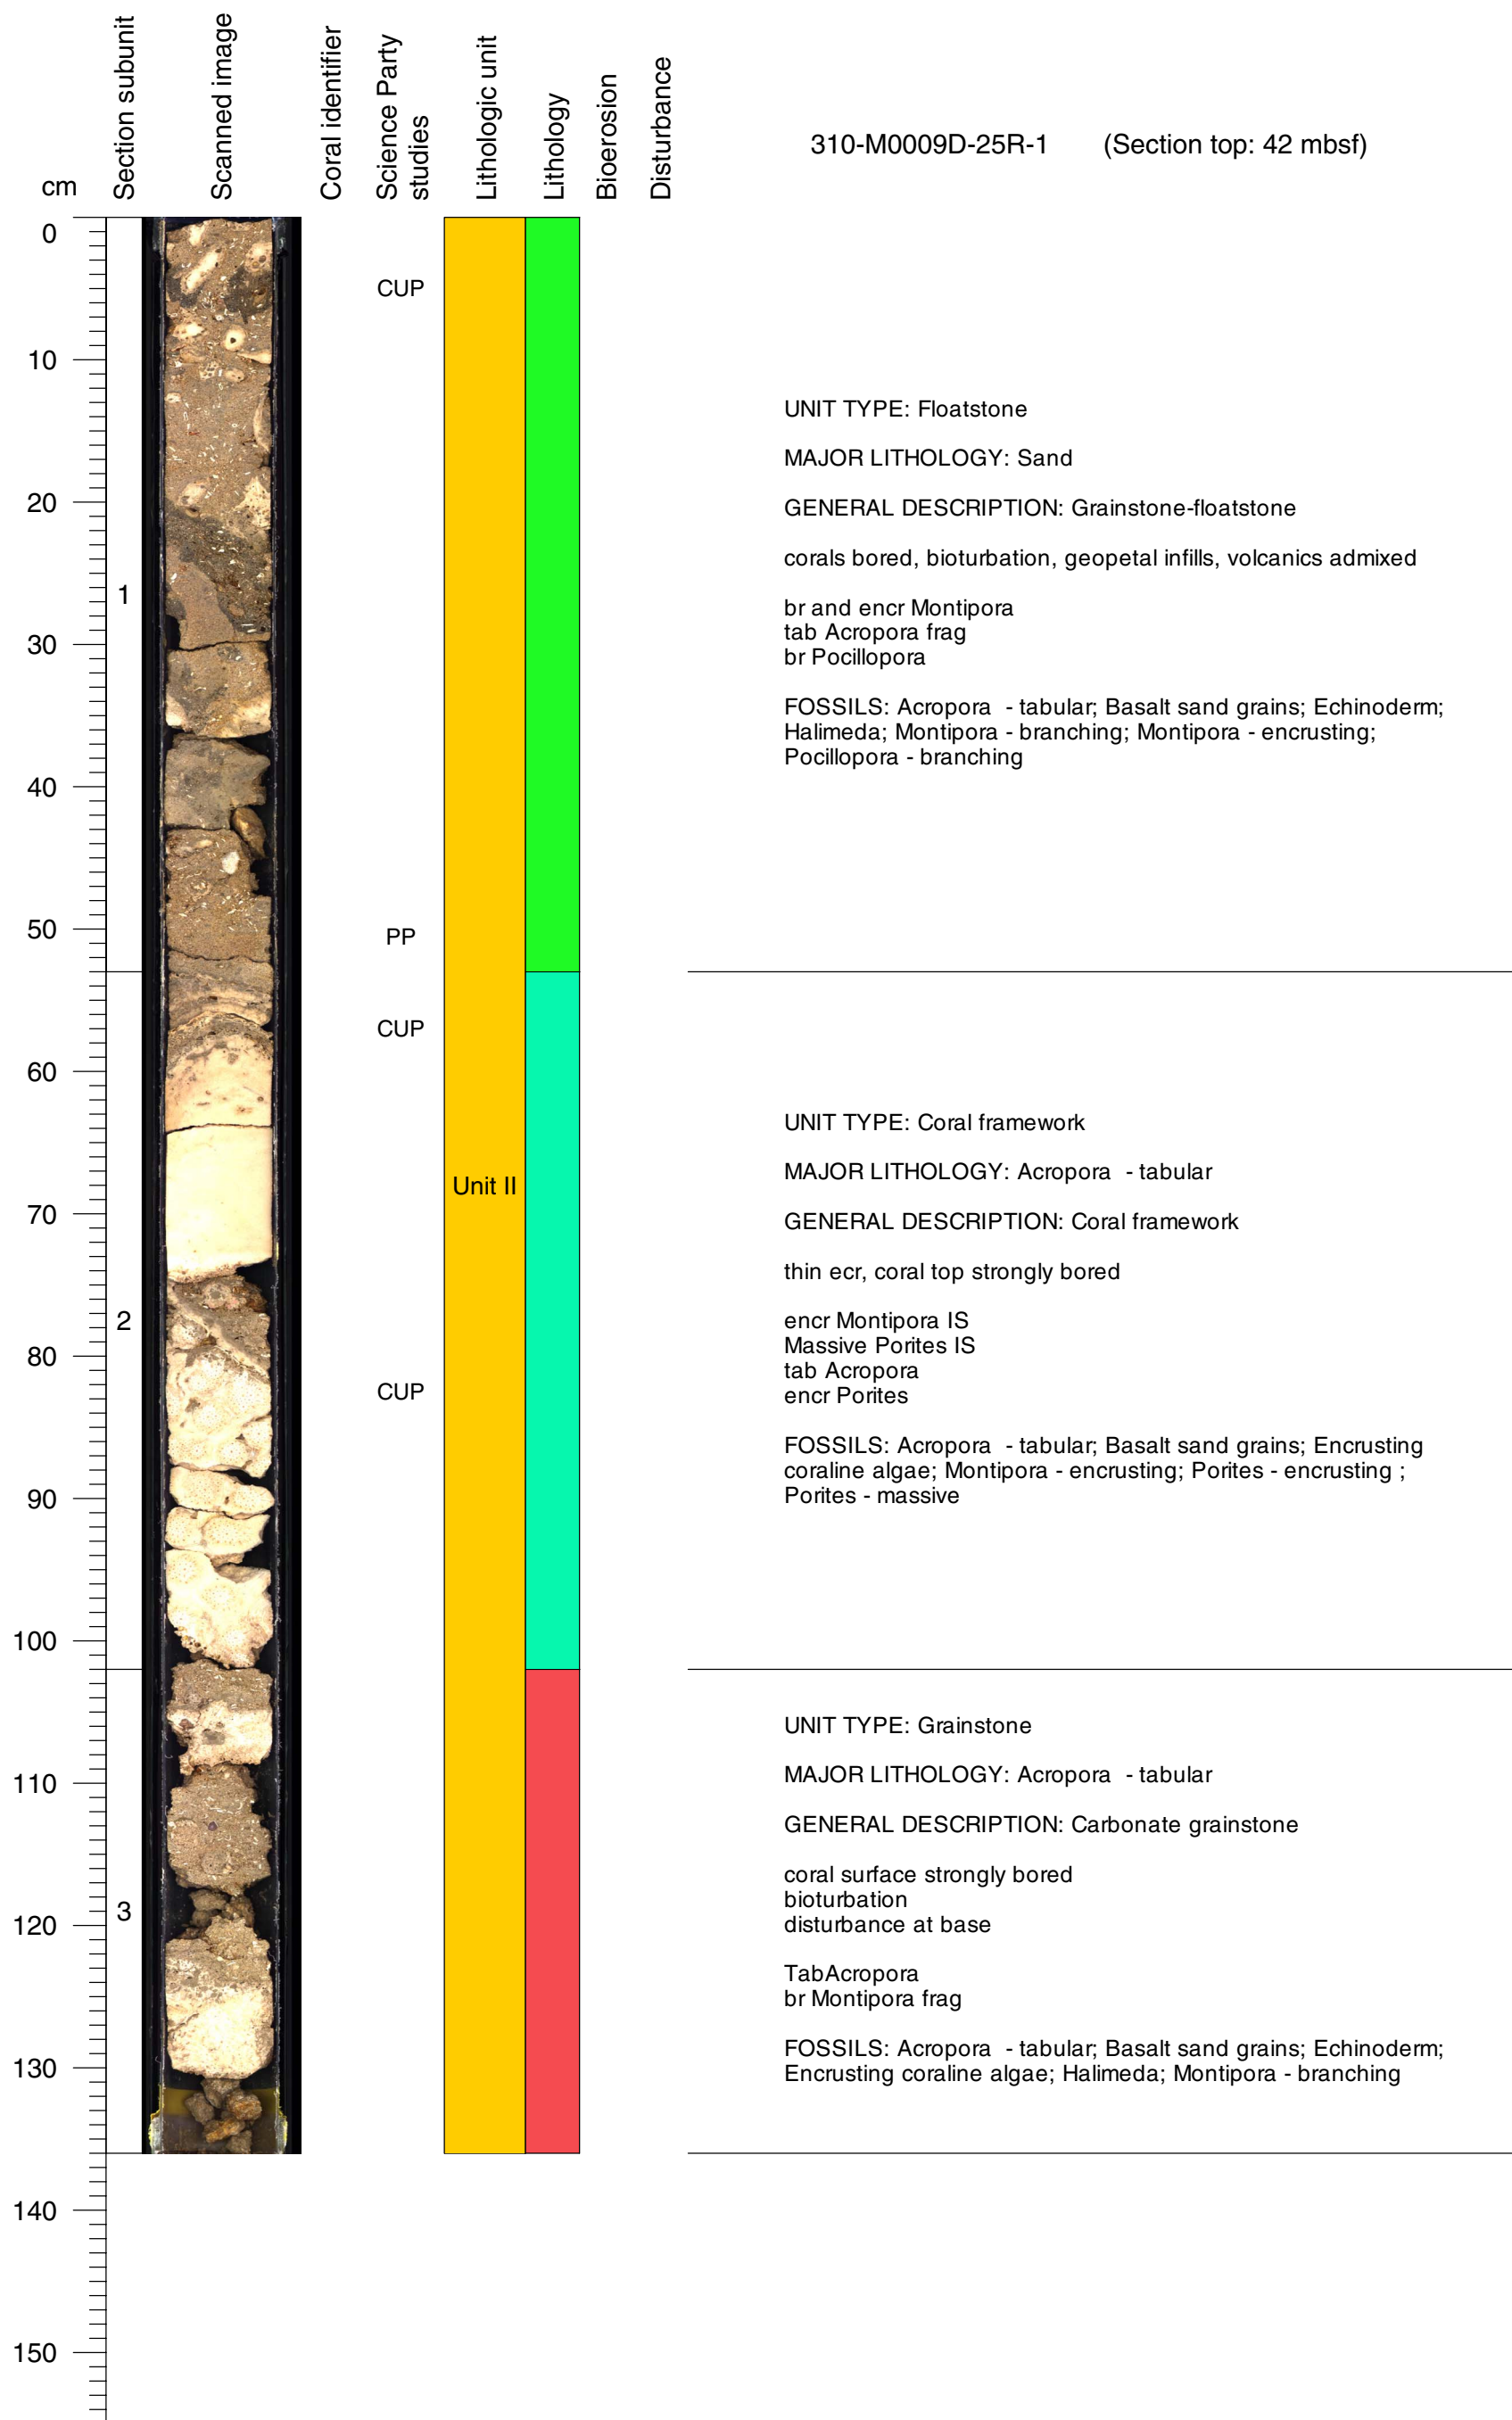 cm
Section subunit
Scanned image
Coral identifier
Science Party
studies
Lithologic unit
Lithology
Bioerosion
Disturbance
310-M0009D-25R-1 (Section top: 42 mbsf)
0
CUP
10
UNIT TYPE: Floatstone
MAJOR LITHOLOGY: Sand
20
GENERAL DESCRIPTION: Grainstone-floatstone
corals bored, bioturbation, geopetal infills, volcanics admixed
1
br and encr Montipora
tab Acropora frag
30
br Pocillopora
FOSSILS: Acropora - tabular; Basalt sand grains; Echinoderm;
Halimeda; Montipora - branching; Montipora - encrusting;
Pocillopora - branching
40
50
PP
CUP
60
UNIT TYPE: Coral framework
MAJOR LITHOLOGY: Acropora - tabular
Unit II
70
GENERAL DESCRIPTION: Coral framework
thin ecr, coral top strongly bored
2
encr Montipora IS
Massive Porites IS
80
tab Acropora
CUP
encr Porites
FOSSILS: Acropora - tabular; Basalt sand grains; Encrusting
coraline algae; Montipora - encrusting; Porites - encrusting ;
90
Porites - massive
100
UNIT TYPE: Grainstone
110
MAJOR LITHOLOGY: Acropora - tabular
GENERAL DESCRIPTION: Carbonate grainstone
coral surface strongly bored
bioturbation
3
120
disturbance at base
TabAcropora
br Montipora frag
130
FOSSILS: Acropora - tabular; Basalt sand grains; Echinoderm;
Encrusting coraline algae; Halimeda; Montipora - branching
140
150